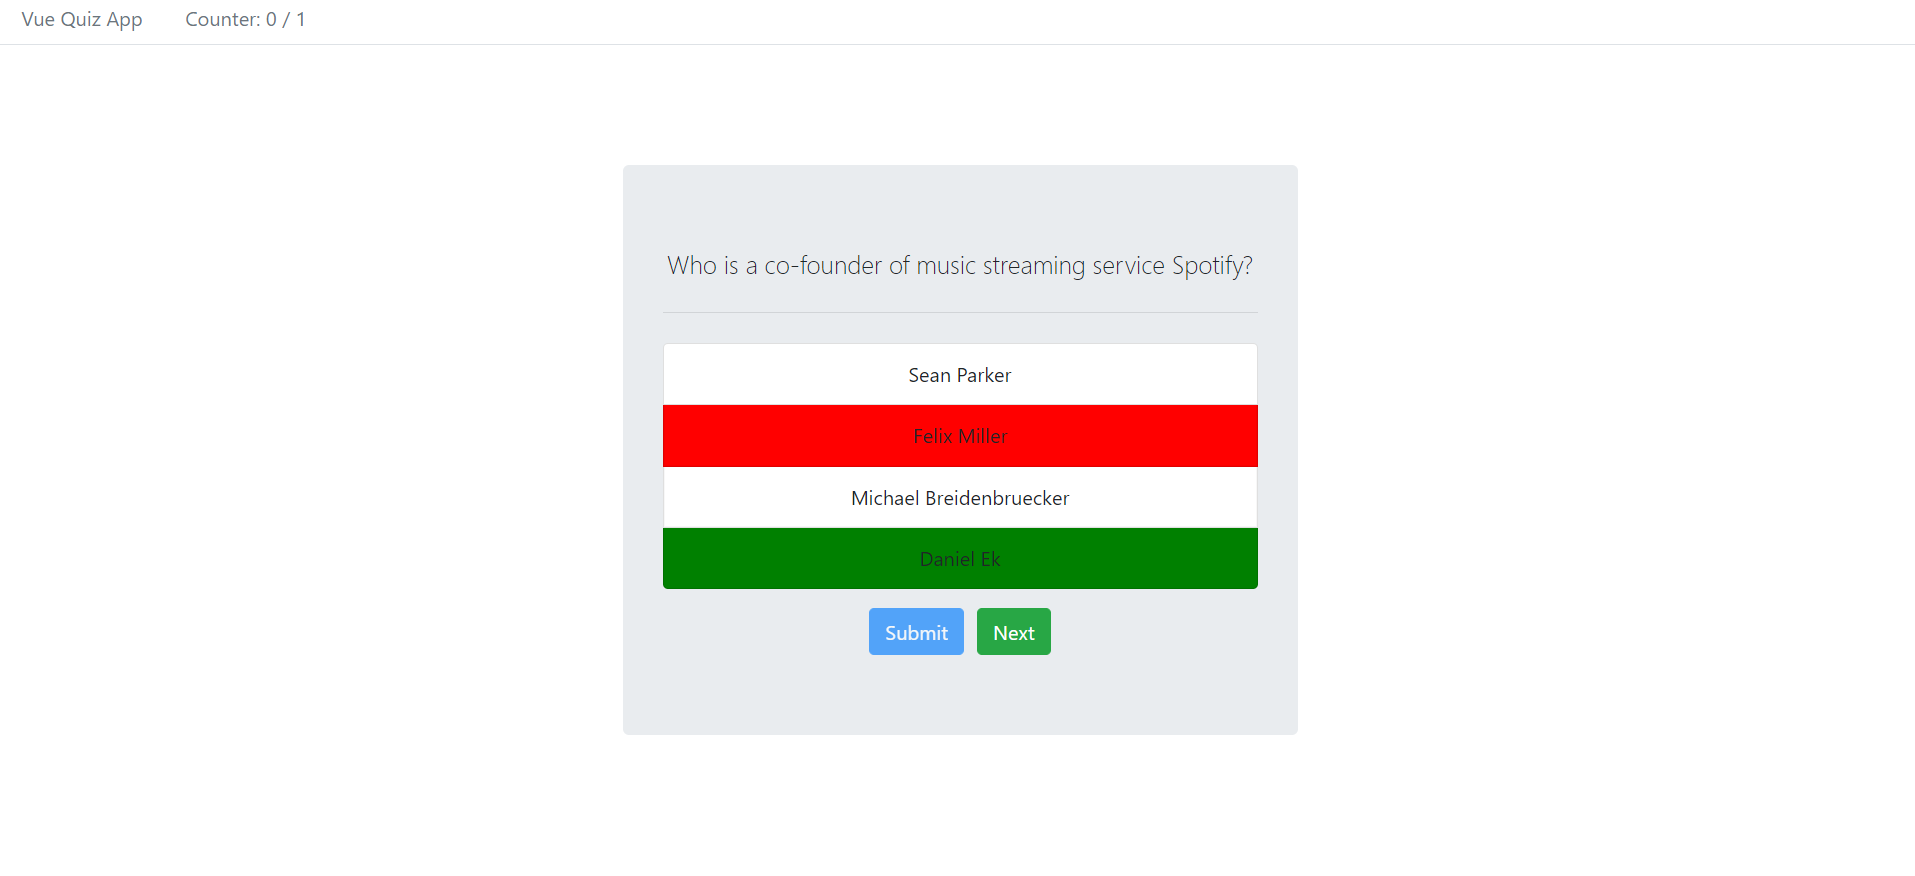 Vue Quiz App Counter: 0 / 1
Who is a co-founder of music streaming service Spotify?
Sean Parker
Felix Miller
Michael Breidenbruecker
Daniel Ek
Submit Next